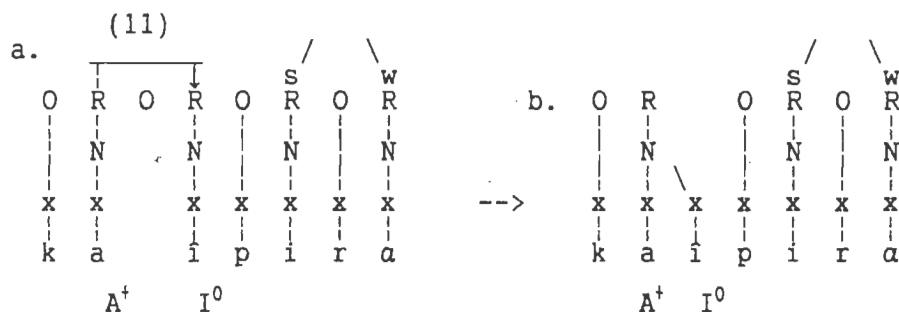 (11)
a. s w s w
O R O R O R O R b. O R O R O R
N N N N N N N
x x x x x x x --> x x x x x x x
k a î p i r ɑ k a î p i r ɑ
A⁺ I⁰ A⁺ I⁰